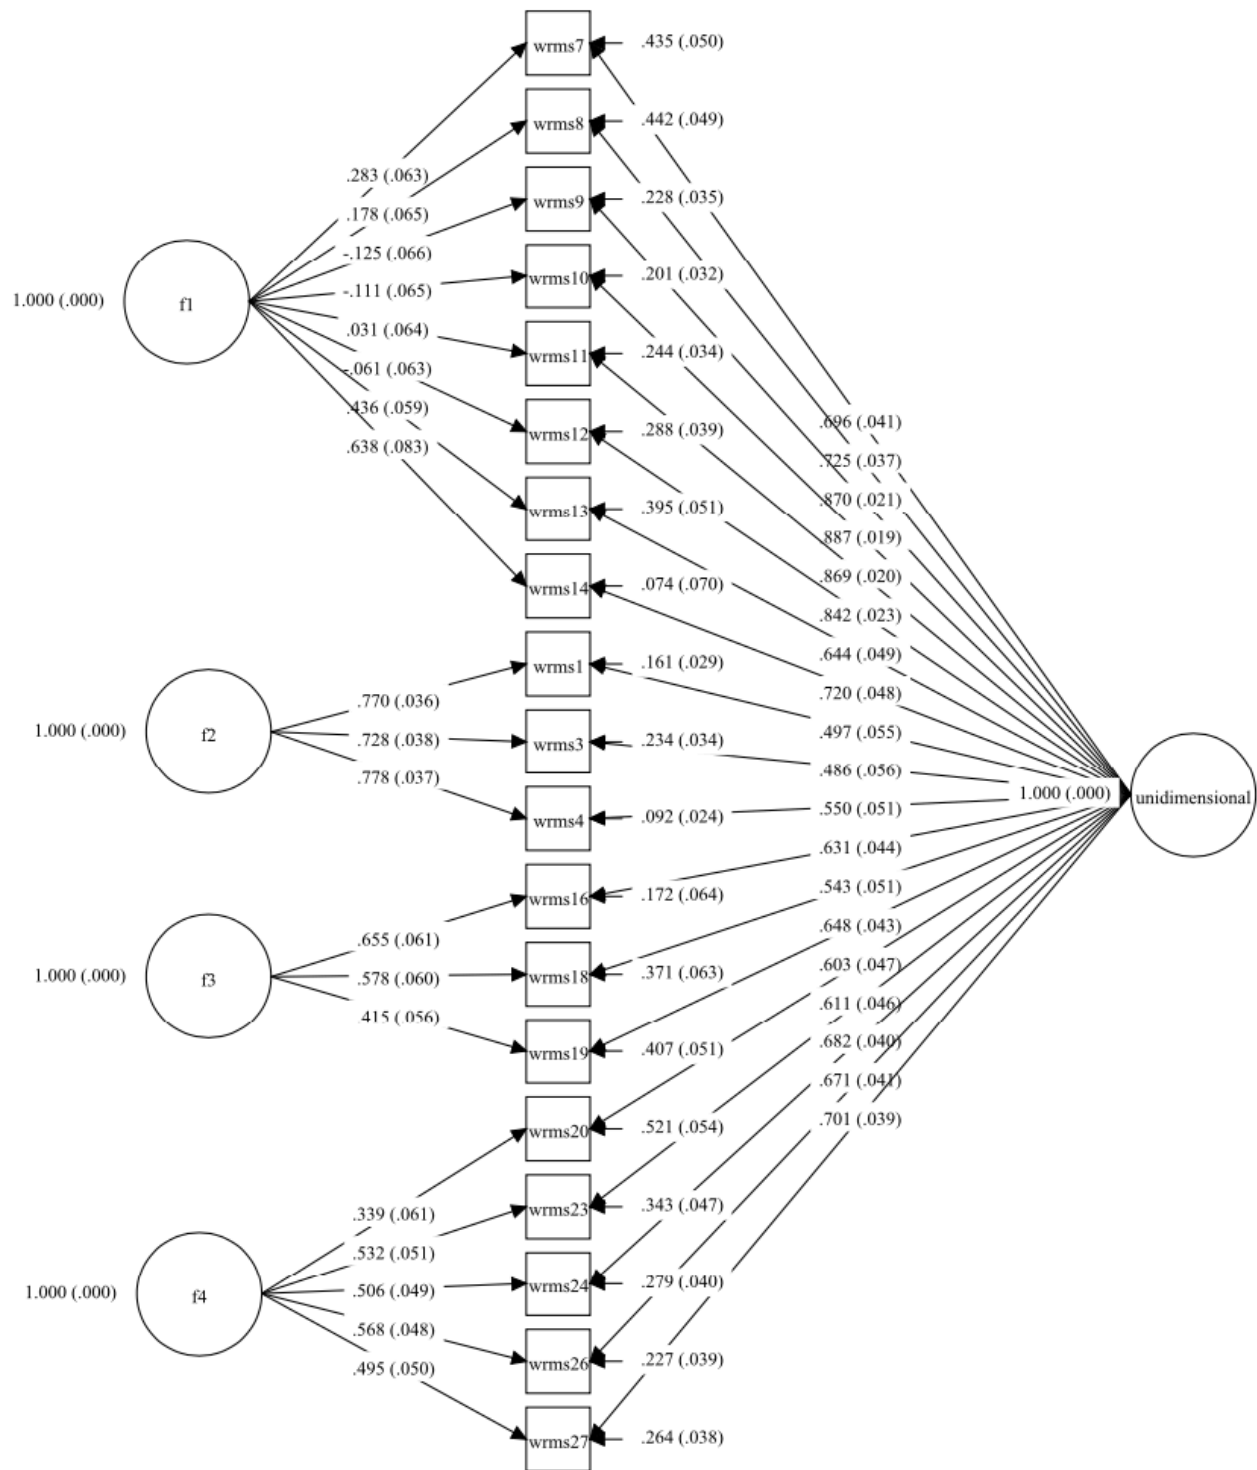 wrms7
.435 (.050)
wrms8
.442 (.049)
.283 (.063)
wrms9
.228 (.035)
.178 (.065)
-.125 (.066)
wrms10
.201 (.032)
-.111 (.065)
1.000 (.000)
f1
.031 (.064)
wrms11
.244 (.034)
-.061 (.063)
.436 (.059)
.696 (.041)
wrms12
.288 (.039)
.638 (.083)
.725 (.037)
.870 (.021)
wrms13
.395 (.051)
.887 (.019)
.869 (.020)
wrms14
.074 (.070)
.842 (.023)
.644 (.049)
wrms1
.161 (.029)
.720 (.048)
.770 (.036)
.497 (.055)
1.000 (.000)
f2
.728 (.038)
wrms3
.234 (.034)
.486 (.056)
.778 (.037)
1.000 (.000)
unidimensional
wrms4
.092 (.024)
.550 (.051)
.631 (.044)
wrms16
.172 (.064)
.543 (.051)
.655 (.061)
.648 (.043)
1.000 (.000)
f3
.578 (.060)
wrms18
.371 (.063)
.603 (.047)
.415 (.056)
.611 (.046)
wrms19
.407 (.051)
.682 (.040)
.671 (.041)
wrms20
.521 (.054)
.701 (.039)
.339 (.061)
wrms23
.343 (.047)
.532 (.051)
1.000 (.000)
f4
.506 (.049)
wrms24
.279 (.040)
.568 (.048)
wrms26
.227 (.039)
.495 (.050)
wrms27
.264 (.038)